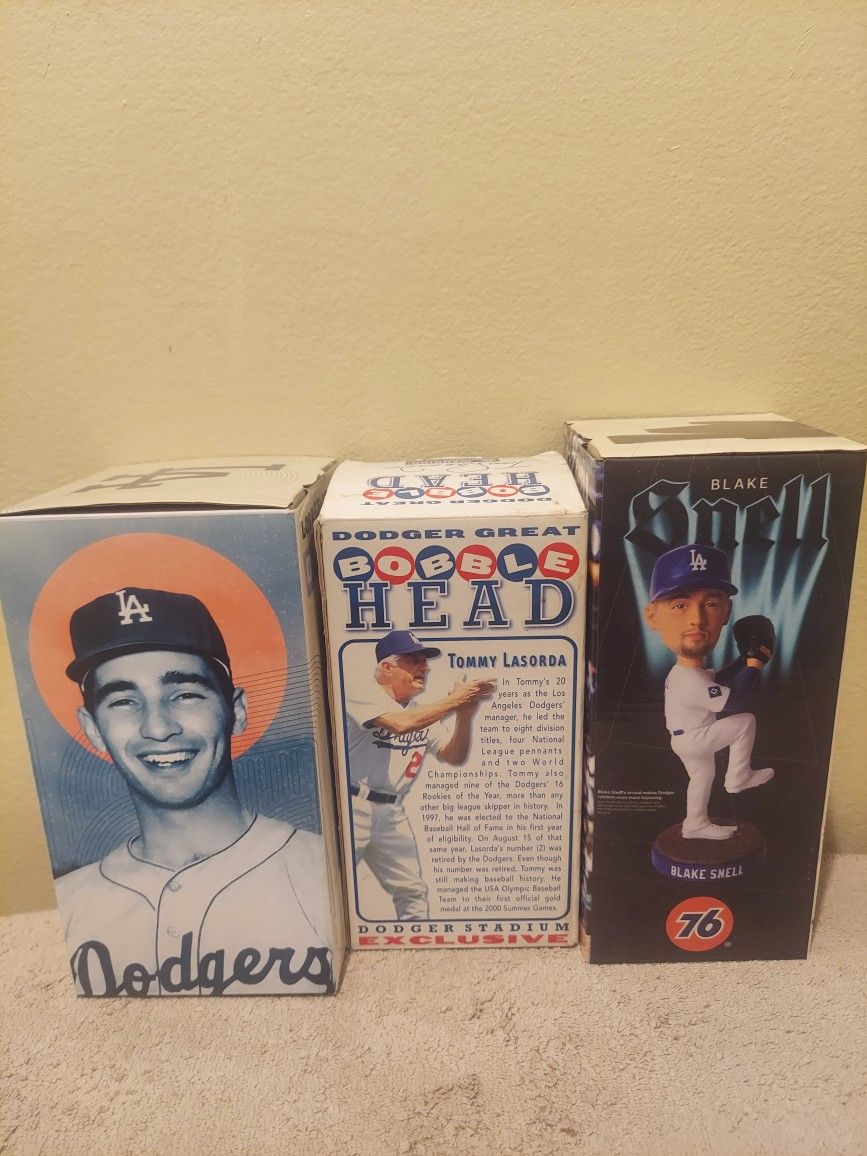 LA
Dodgers
DODGER GREAT
BOBBLE
HEAD
DODGER GREAT
BOBBLE
HEAD
TOMMY LASORDA
In Tommy's 20
years as the Los
Angeles Dodgers'
manager, he led the
team to eight division
titles, four National
League pennants
and two World
Championships. Tommy also
managed nine of the Dodgers' 16
Rookies of the Year, more than any
other big league skipper in history. In
1997, he was elected to the National
Baseball Hall of Fame in his first year
of eligibility. On August 15 of that
same year, Lasorda's number (2) was
retired by the Dodgers. Even though
his number was retired, Tommy was
still making baseball history. He
managed the USA Olympic Baseball
Team to their first official gold
medal at the 2000 Summer Games.
Dodgers
2
DODGER STADIUM
EXCLUSIVE
BLAKE
Snell
LA
BLAKE SNELL
76